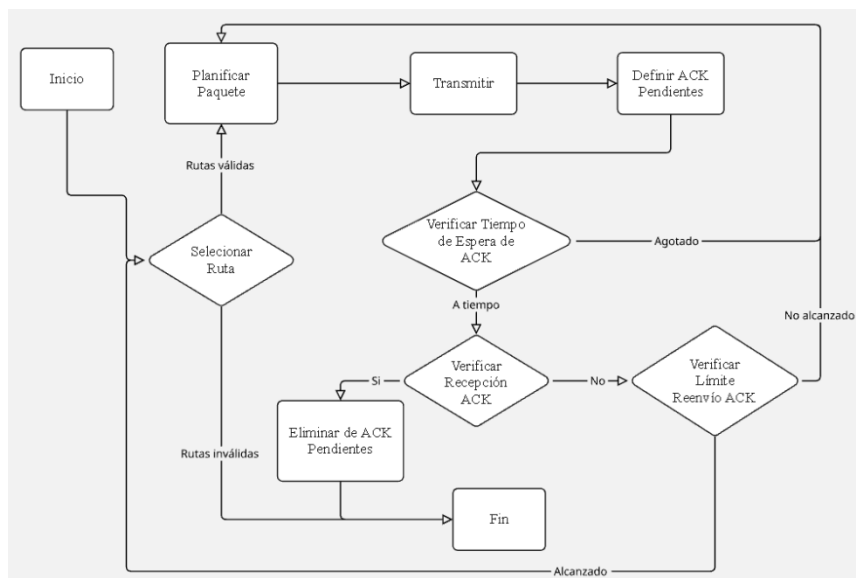 Inicio
Planificar
Paquete
Transmitir
Definir ACK
Pendientes
Rutas válidas
Selecionar
Ruta
Verificar Tiempo
de Espera de
ACK
Agotado
A tiempo
No alcanzado
Verificar
Recepción
ACK
Si
No
Verificar
Límite
Reenvío ACK
Eliminar de ACK
Pendientes
Rutas inválidas
Fin
Alcanzado